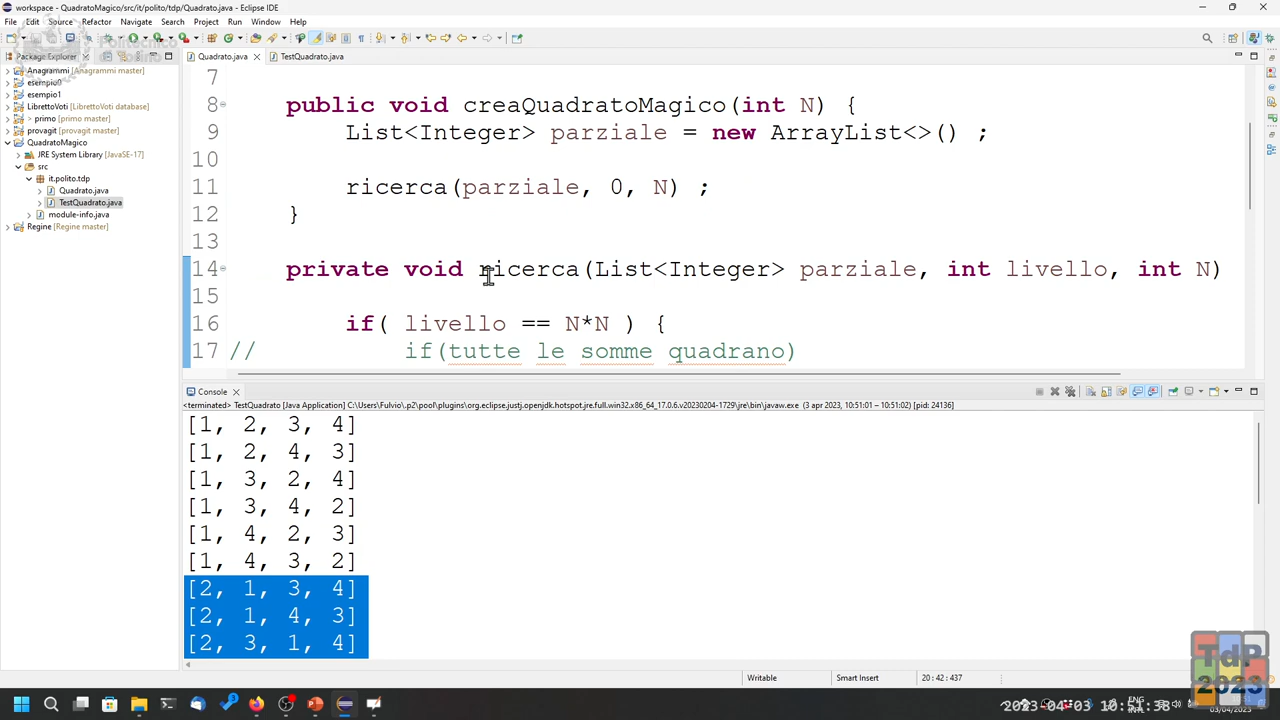 workspace - QuadratoMagico/src/it/polito/tdp/Quadrato.java - Eclipse IDE
File Edit Source Refactor Navigate Search Project Run Window Help
Politecnico
Package Explorer
Quadrato.java
TestQuadrato.java
Anagrammi [Anagrammi master]
esempio0
esempio1
LibrettoVoti [LibrettoVoti database]
> primo [primo master]
provagit [provagit master]
QuadratoMagico
JRE System Library [JavaSE-17]
src
it.polito.tdp
Quadrato.java
TestQuadrato.java
module-info.java
Regine [Regine master]
7
8 public void creaQuadratoMagico(int N) {
9 List<Integer> parziale = new ArrayList<>() ;
10
11 ricerca(parziale, 0, N) ;
12 }
13
14 private void ricerca(List<Integer> parziale, int livello, int N)
15
16 if( livello == N*N ) {
17 // if(tutte le somme quadrano)
Console
<terminated> TestQuadrato [Java Application] C:\Users\Fulvio\.p2\pool\plugins\org.eclipse.justj.openjdk.hotspot.jre.full.win32.x86_64_17.0.6.v20230204-1729\jre\bin\javaw.exe (3 apr 2023, 10:51:01 – 10:51:02) [pid: 24136]
[1, 2, 3, 4]
[1, 2, 4, 3]
[1, 3, 2, 4]
[1, 3, 4, 2]
[1, 4, 2, 3]
[1, 4, 3, 2]
[2, 1, 3, 4]
[2, 1, 4, 3]
[2, 3, 1, 4]
Writable
Smart Insert
20 : 42 : 437
TdP
2023
ENG
2023-04-03 10:51:38
03/04/2023